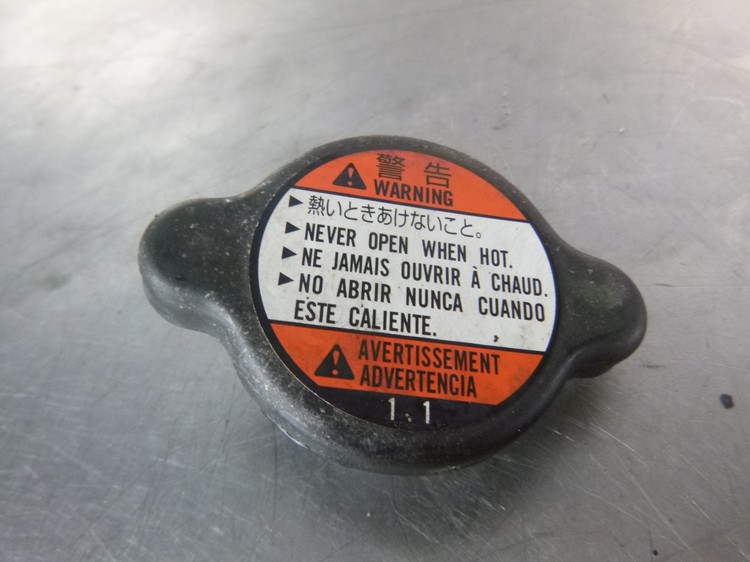 警告
WARNING
▶熱いときあけないこと。
▶NEVER OPEN WHEN HOT.
▶NE JAMAIS OUVRIR À CHAUD.
▶NO ABRIR NUNCA CUANDO
ESTE CALIENTE.
AVERTISSEMENT
ADVERTENCIA
1.1